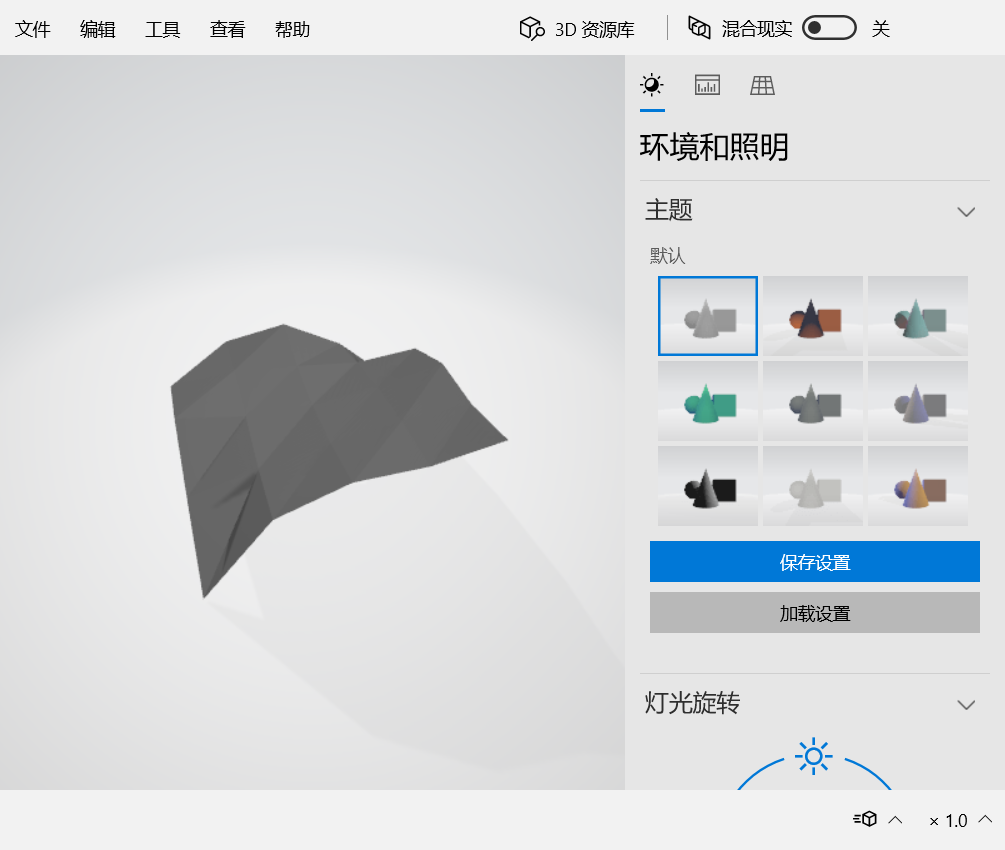 文件 编辑 工具 查看 帮助 3D 资源库 混合现实 关
环境和照明
主题
默认
保存设置
加载设置
灯光旋转
× 1.0